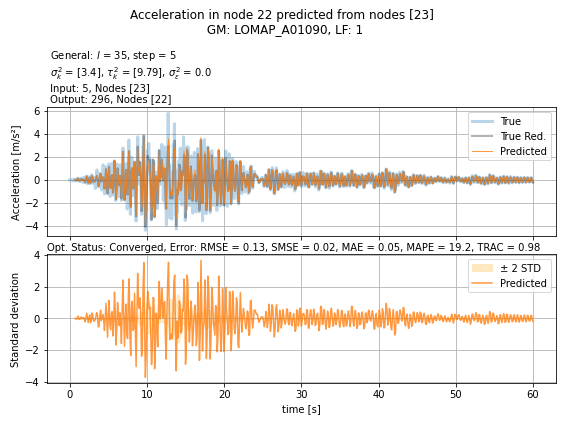 Acceleration in node 22 predicted from nodes [23]
GM: LOMAP_A01090, LF: 1
General: l = 35, step = 5
σ²ₖ = [3.4], τ²ₖ = [9.79], σ²ε = 0.0
Input: 5, Nodes [23]
Output: 296, Nodes [22]
6
4
2
0
−2
−4
Acceleration [m/s²]
True
True Red.
Predicted
Opt. Status: Converged, Error: RMSE = 0.13, SMSE = 0.02, MAE = 0.05, MAPE = 19.2, TRAC = 0.98
4
2
0
−2
−4
Standard deviation
± 2 STD
Predicted
0 10 20 30 40 50 60
time [s]